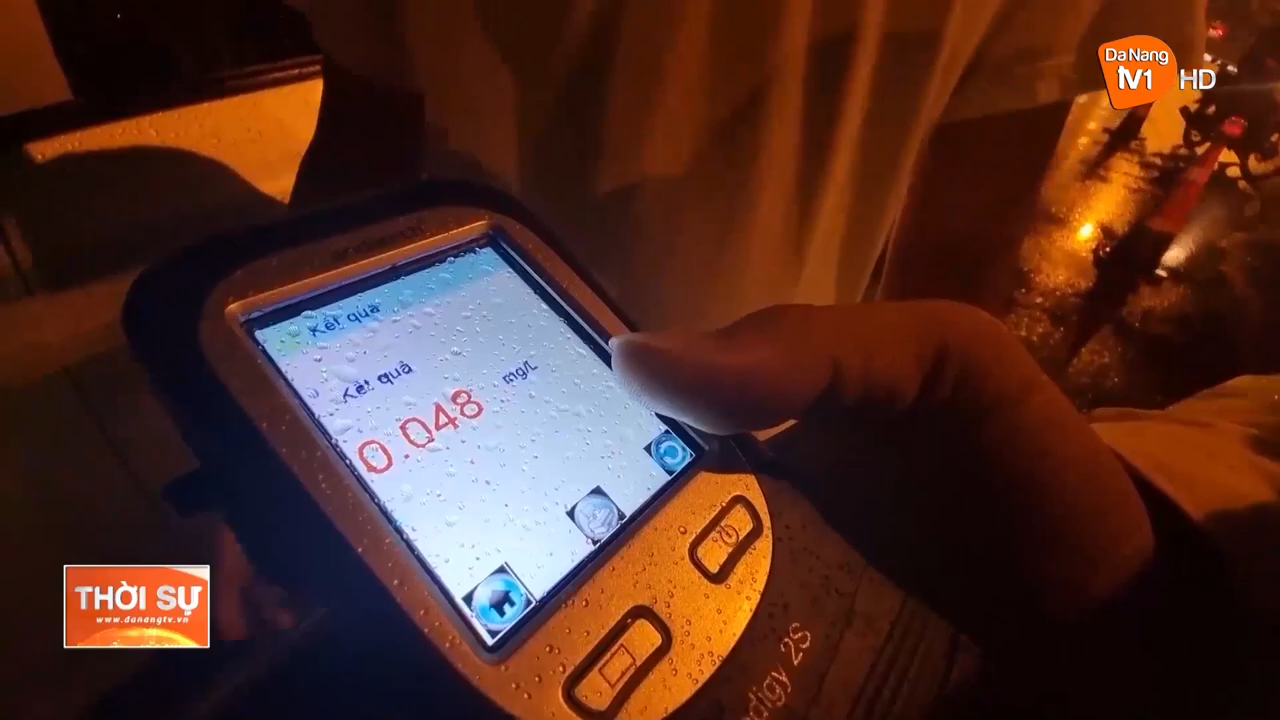 Da Nang
TV1 HD
Kết quả
Kết quả
mg/L
0.048
THỜI SỰ
www.danangtv.vn
digy 2S